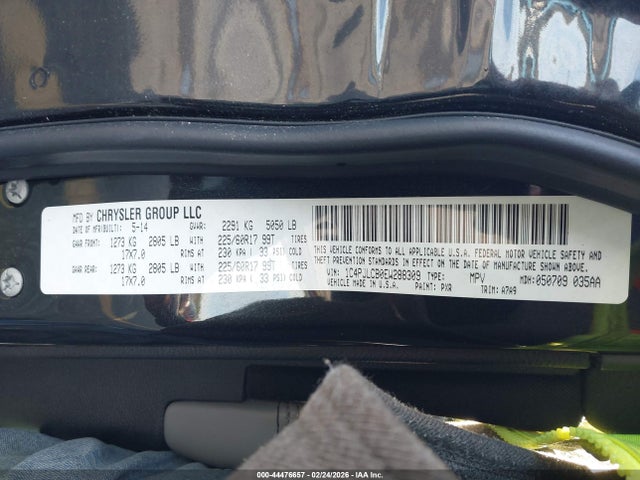 MFD BY CHRYSLER GROUP LLC
DATE OF MFR(BUILT): 5-14 GVWR: 2291 KG 5050 LB
GAWR FRONT: 1273 KG 2805 LB WITH 225/60R17 99T TIRES
17X7.0 RIMS AT 230 KPA ( 33 PSI COLD
GAWR REAR: 1273 KG 2805 LB WITH 225/60R17 99T TIRES
17X7.0 RIMS AT 230 KPA ( 33 PSI COLD
THIS VEHICLE CONFORMS TO ALL APPLICABLE U.S.A. FEDERAL MOTOR VEHICLE SAFETY
AND THEFT PREVENTION STANDARDS IN EFFECT ON THE DATE OF MANUFACTURE SHOWN ABOVE.
VIN: 1C4PJLCB0EW288309 TYPE: MPV MDH: 050709 035AA
VEHICLE MADE IN U.S.A. PAINT: PXR TRIM: A7A9
000-44476657 - 02/24/2026 - IAA Inc.